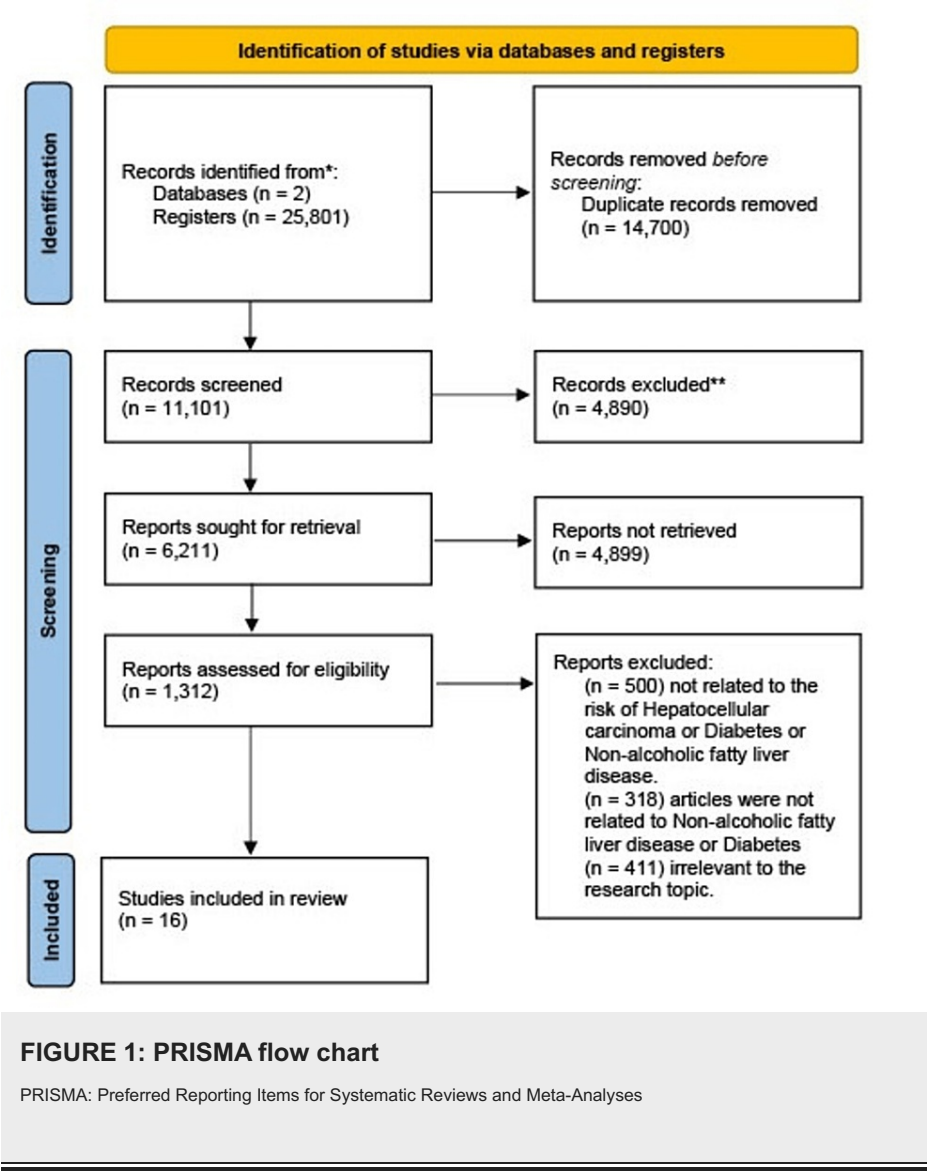 Identification of studies via databases and registers
Identification
Records identified from*:
Databases (n = 2)
Registers (n = 25,801)
Records removed before
screening:
Duplicate records removed
(n = 14,700)
Screening
Records screened
(n = 11,101)
Records excluded**
(n = 4,890)
Reports sought for retrieval
(n = 6,211)
Reports not retrieved
(n = 4,899)
Reports assessed for eligibility
(n = 1,312)
Reports excluded:
(n = 500) not related to the
risk of Hepatocellular
carcinoma or Diabetes or
Non-alcoholic fatty liver
disease.
(n = 318) articles were not
related to Non-alcoholic fatty
liver disease or Diabetes
(n = 411) irrelevant to the
research topic.
Included
Studies included in review
(n = 16)
FIGURE 1: PRISMA flow chart
PRISMA: Preferred Reporting Items for Systematic Reviews and Meta-Analyses